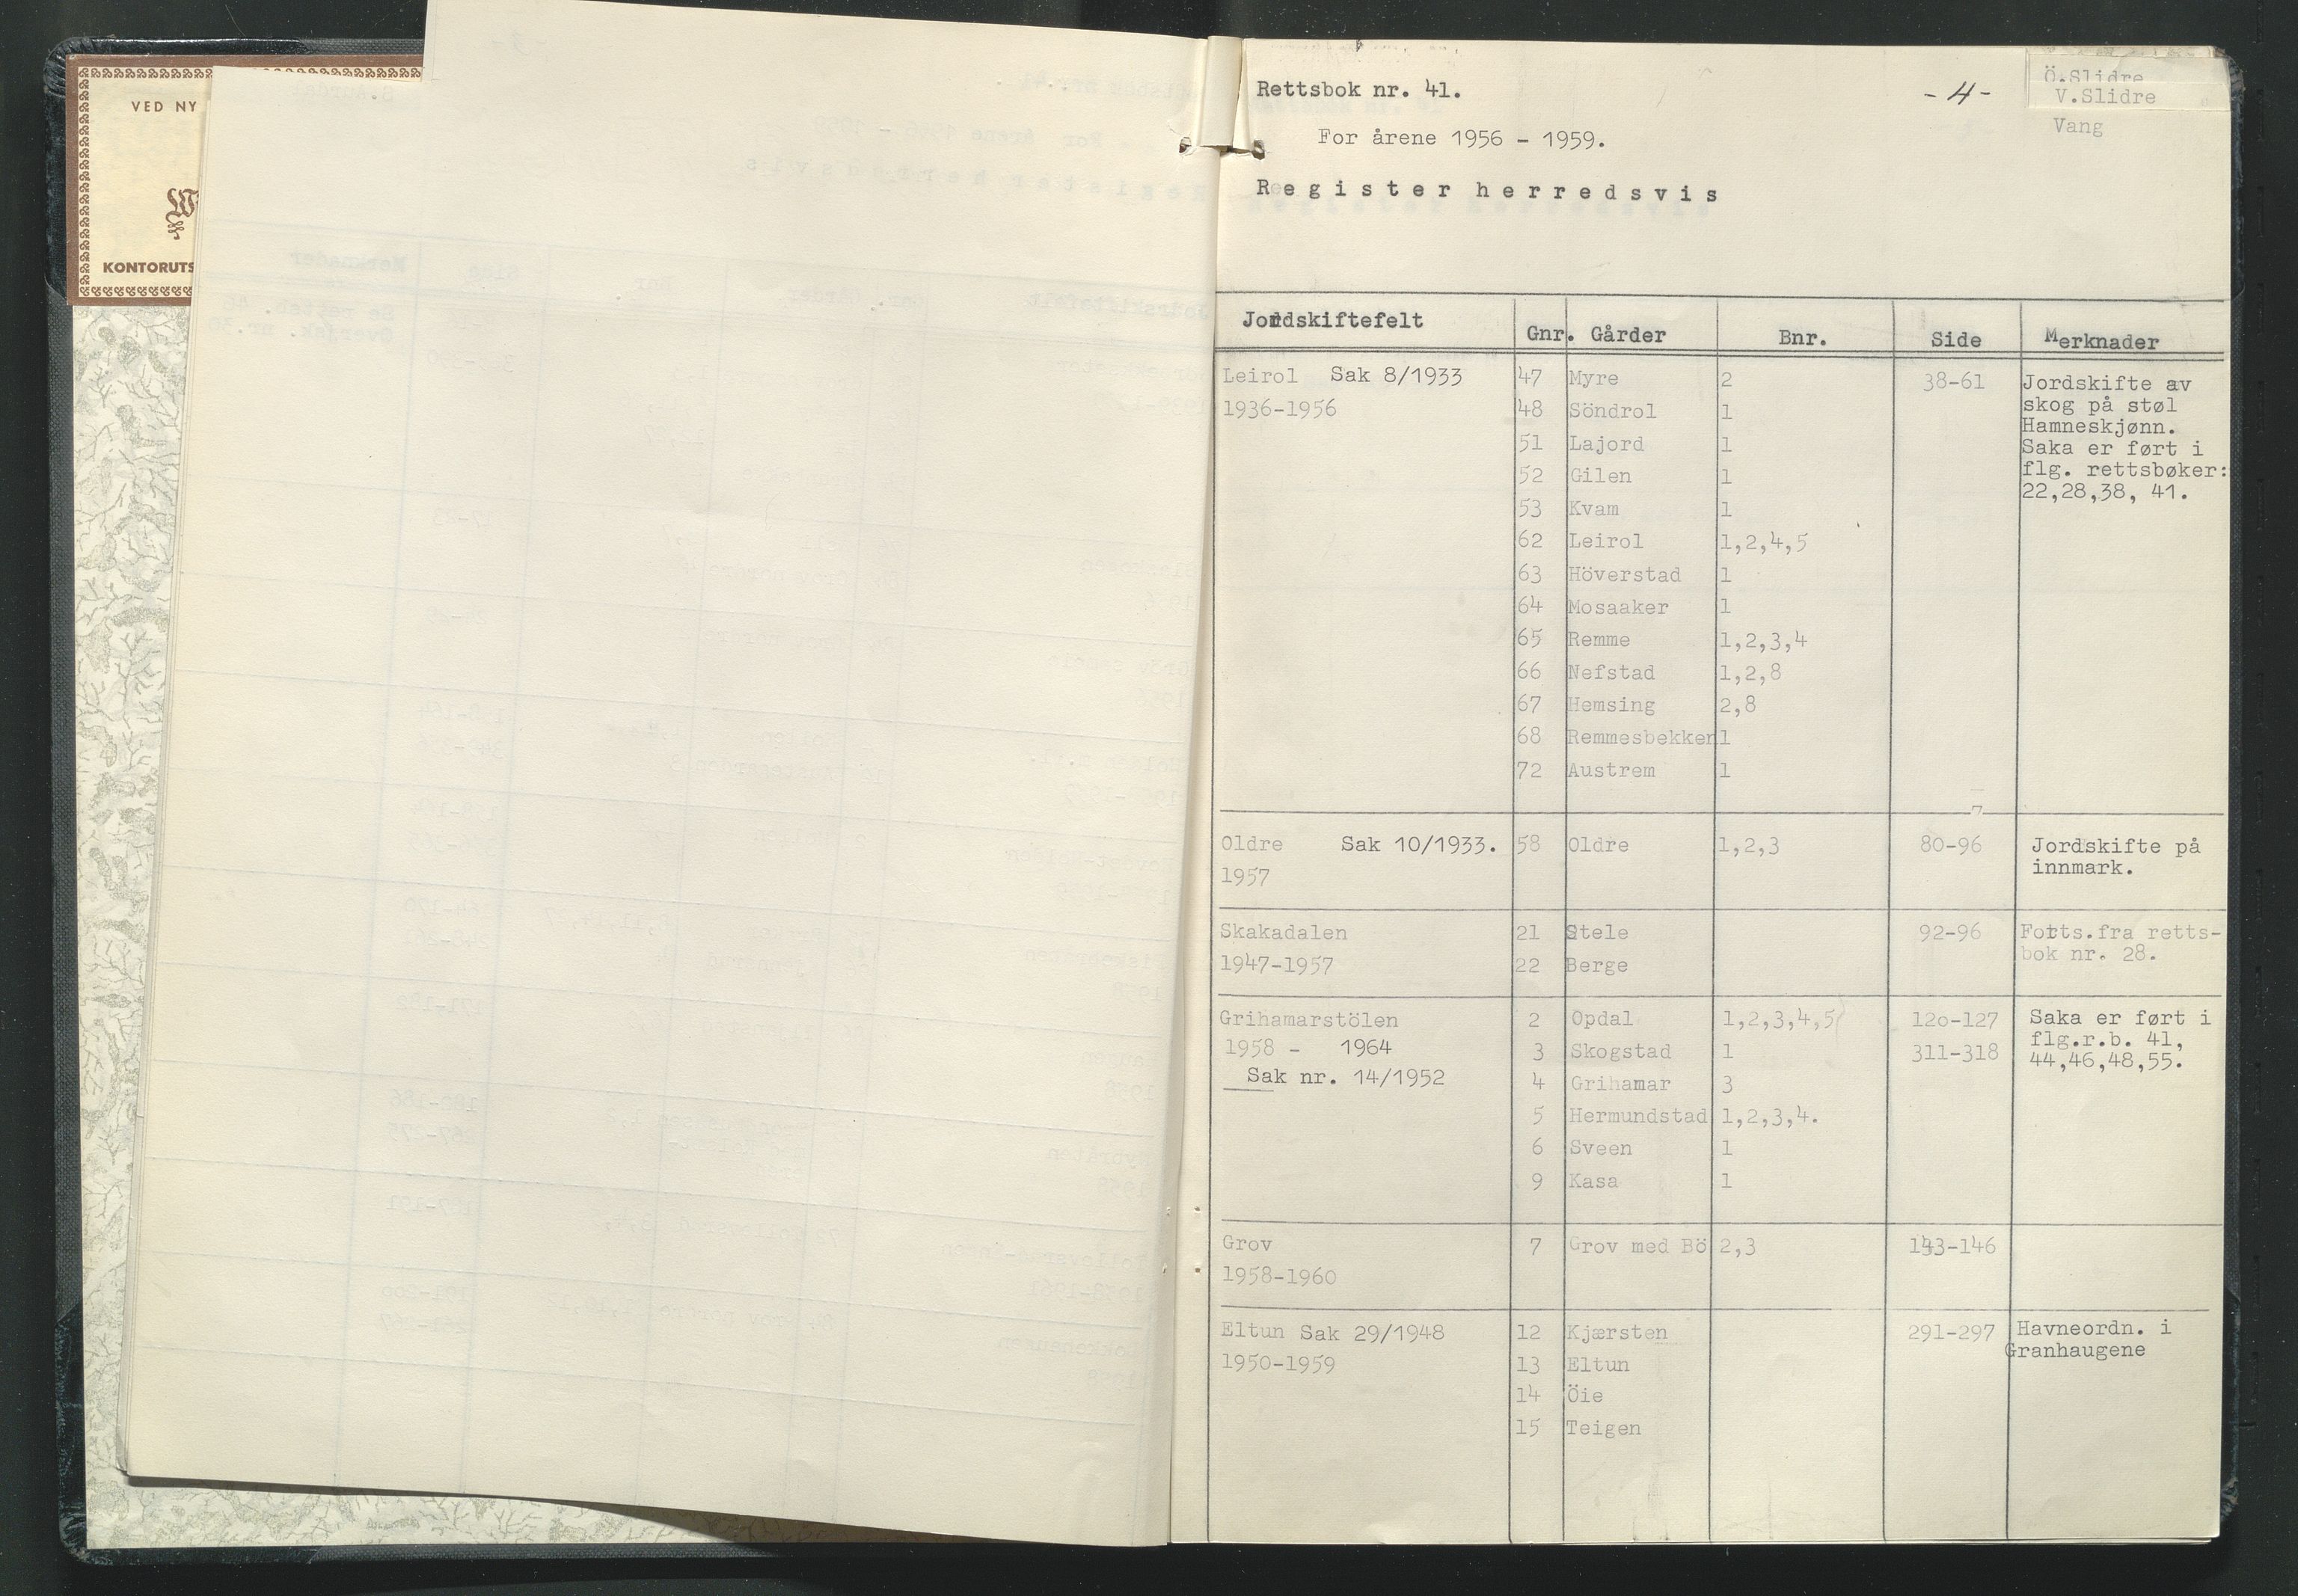 VED NY
KONTORUTS
Rettsbok nr. 41.
- 4 -
Ö.Slidre
V.Slidre
Vang
For årene 1956 - 1959.
Register herredsvis
Jordskiftefelt Gnr. Gårder Bnr. Side Merknader
Leirol Sak 8/1933 47 Myre 2 38-61 Jordskifte av
skog på støl
1936-1956 48 Söndrol 1 Hamneskjønn.
51 Lajord 1 Saka er ført i
52 Gilen 1 flg. rettsbøker:
22,28,38, 41.
53 Kvam 1
62 Leirol 1,2,4,5
63 Höverstad 1
64 Mosaaker 1
65 Remme 1,2,3,4
66 Nefstad 1,2,8
67 Hemsing 2,8
68 Remmesbekken 1
72 Austrem 1
Oldre Sak 10/1933. 58 Oldre 1,2,3 80-96 Jordskifte på
1957 innmark.
Skakadalen 21 Stele 92-96 Forts.fra retts-
1947-1957 22 Berge bok nr. 28.
Grihamarstölen 2 Opdal 1,2,3,4,5 12o-127 Saka er ført i
1958 - 1964 3 Skogstad 1 311-318 flg.r.b. 41,
44,46,48,55.
Sak nr. 14/1952 4 Grihamar 3
5 Hermundstad 1,2,3,4.
6 Sveen 1
9 Kasa 1
Grov 7 Grov med Bö 2,3 143-146
1958-1960
Eltun Sak 29/1948 12 Kjærsten 291-297 Havneordn. i
1950-1959 13 Eltun Granhaugene
14 Öie
15 Teigen